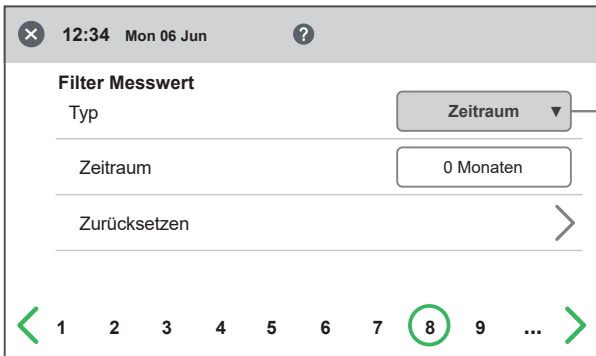 12:34 Mon 06 Jun ?
Filter Messwert
Typ Zeitraum ▼
Zeitraum 0 Monaten
Zurücksetzen
1 2 3 4 5 6 7 8 9 ...